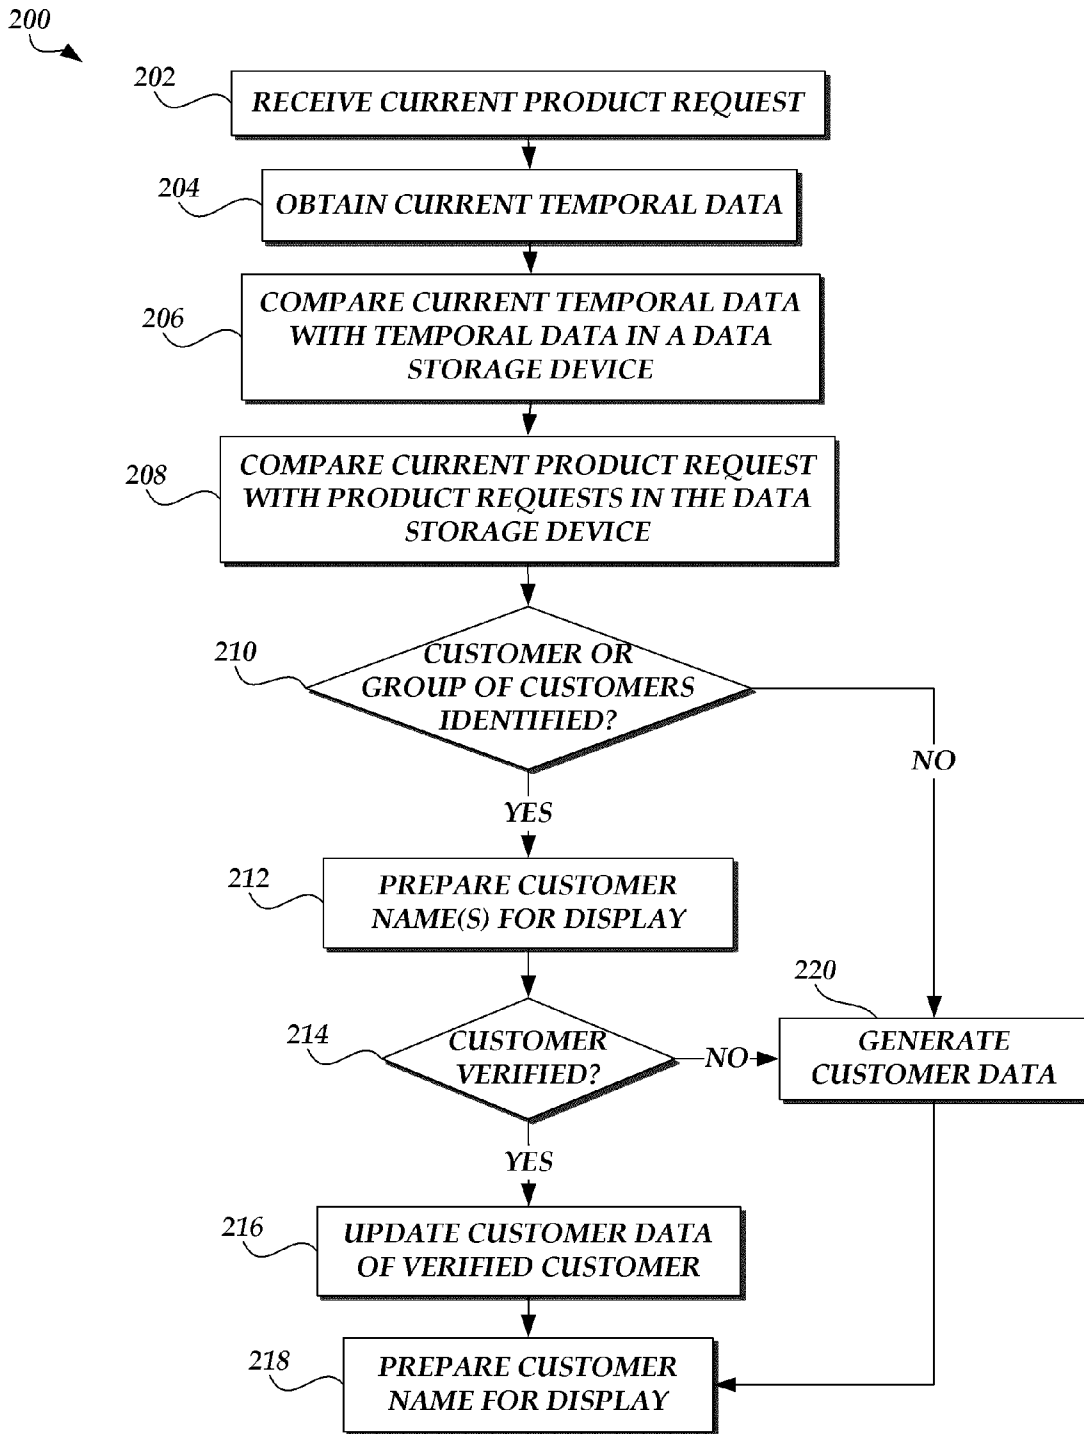 200
202
RECEIVE CURRENT PRODUCT REQUEST
204
OBTAIN CURRENT TEMPORAL DATA
206
COMPARE CURRENT TEMPORAL DATA
WITH TEMPORAL DATA IN A DATA
STORAGE DEVICE
208
COMPARE CURRENT PRODUCT REQUEST
WITH PRODUCT REQUESTS IN THE DATA
STORAGE DEVICE
210
CUSTOMER OR
GROUP OF CUSTOMERS
IDENTIFIED?
NO
YES
212
PREPARE CUSTOMER
NAME(S) FOR DISPLAY
214
CUSTOMER
VERIFIED?
NO
220
GENERATE
CUSTOMER DATA
YES
216
UPDATE CUSTOMER DATA
OF VERIFIED CUSTOMER
218
PREPARE CUSTOMER
NAME FOR DISPLAY